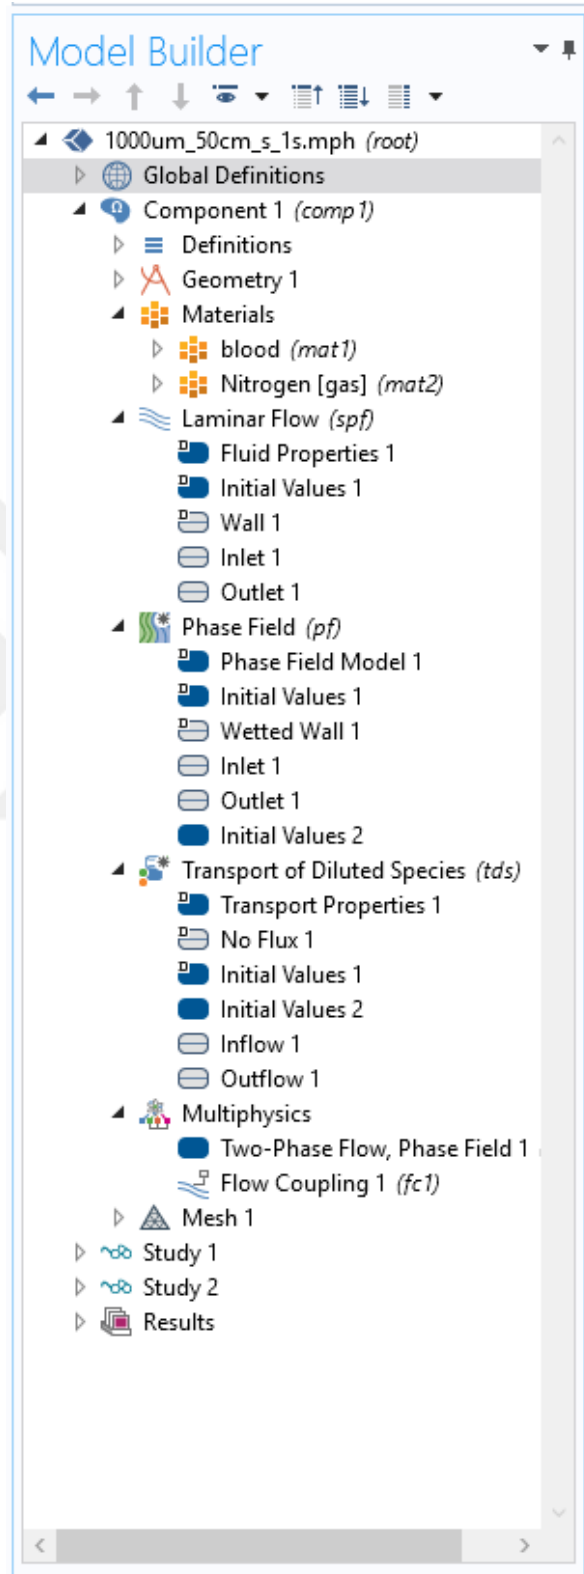 Model Builder
1000um_50cm_s_1s.mph (root)
Global Definitions
Component 1 (comp1)
Definitions
Geometry 1
Materials
blood (mat1)
Nitrogen [gas] (mat2)
Laminar Flow (spf)
Fluid Properties 1
Initial Values 1
Wall 1
Inlet 1
Outlet 1
Phase Field (pf)
Phase Field Model 1
Initial Values 1
Wetted Wall 1
Inlet 1
Outlet 1
Initial Values 2
Transport of Diluted Species (tds)
Transport Properties 1
No Flux 1
Initial Values 1
Initial Values 2
Inflow 1
Outflow 1
Multiphysics
Two-Phase Flow, Phase Field 1
Flow Coupling 1 (fc1)
Mesh 1
Study 1
Study 2
Results